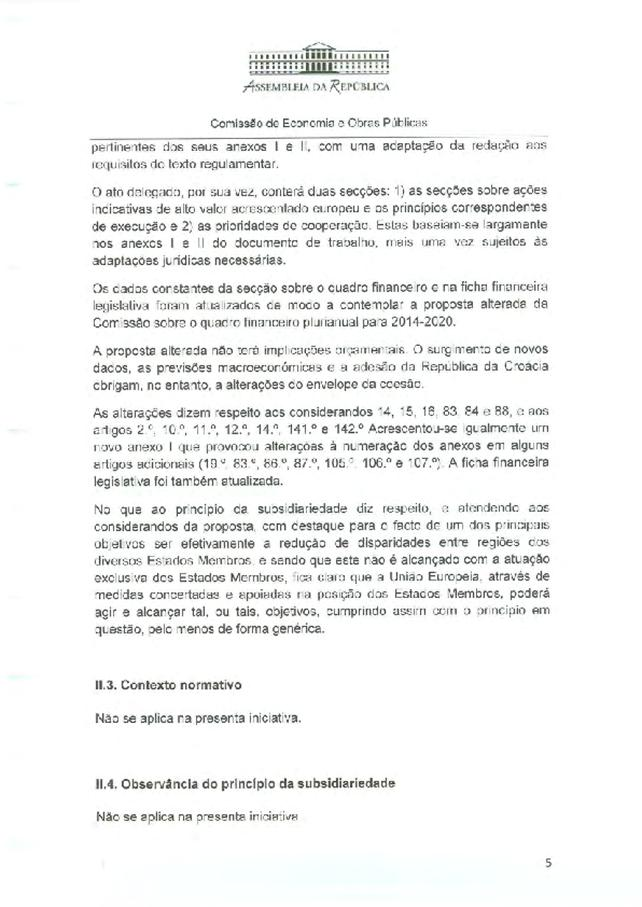 ASSEMBLEIA DA REPÚBLICA
Comissão de Economia e Obras Públicas
pertinentes dos seus anexos I e II, com uma adaptação da redação aos
requisitos do texto regulamentar.
O ato delegado, por sua vez, conterá duas secções: 1) as secções sobre ações
indicativas de alto valor acrescentado europeu e os princípios correspondentes
de execução e 2) as prioridades de cooperação. Estas baseiam-se largamente
nos anexos I e II do documento de trabalho, mais uma vez sujeitos às
adaptações jurídicas necessárias.
Os dados constantes da secção sobre o quadro financeiro e na ficha financeira
legislativa foram atualizados de modo a contemplar a proposta alterada da
Comissão sobre o quadro financeiro plurianual para 2014-2020.
A proposta alterada não terá implicações orçamentais. O surgimento de novos
dados, as previsões macroeconómicas e a adesão da República da Croácia
obrigam, no entanto, a alterações do envelope da coesão.
As alterações dizem respeito aos considerandos 14, 15, 16, 83, 84 e 88, e aos
artigos 2.º, 10.º, 11.º, 12.º, 14.º, 141.º e 142.º Acrescentou-se igualmente um
novo anexo I que provocou alterações à numeração dos anexos em alguns
artigos adicionais (19.º, 83.º, 86.º, 87.º, 105.º, 106.º e 107.º). A ficha financeira
legislativa foi também atualizada.
No que ao princípio da subsidiariedade diz respeito, e atendendo aos
considerandos da proposta, com destaque para o facto de um dos principais
objetivos ser efetivamente a redução de disparidades entre regiões dos
diversos Estados Membros, e sendo que este não é alcançado com a atuação
exclusiva dos Estados Membros, fica claro que a União Europeia, através de
medidas concertadas e apoiadas na posição dos Estados Membros, poderá
agir e alcançar tal, ou tais, objetivos, cumprindo assim com o princípio em
questão, pelo menos de forma genérica.
II.3. Contexto normativo
Não se aplica na presenta iniciativa.
II.4. Observância do princípio da subsidiariedade
Não se aplica na presenta iniciativa
5